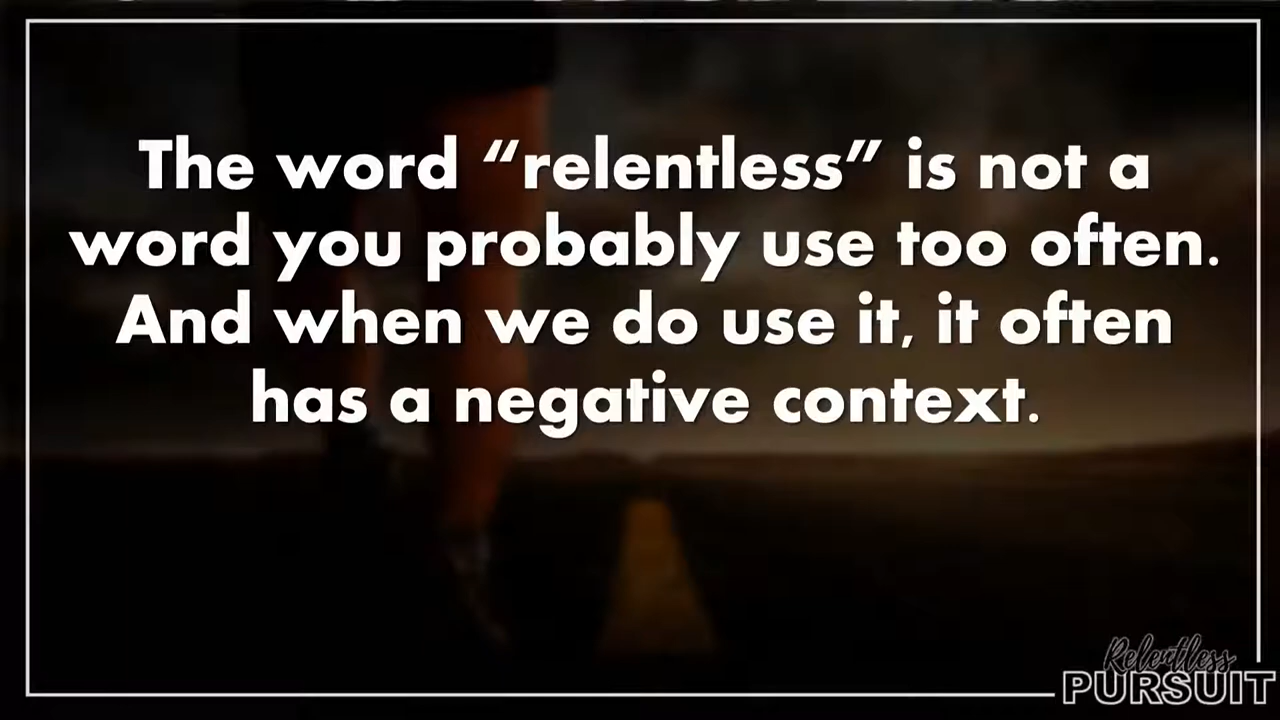 The word “relentless” is not a
word you probably use too often.
And when we do use it, it often
has a negative context.
Relentless
PURSUIT